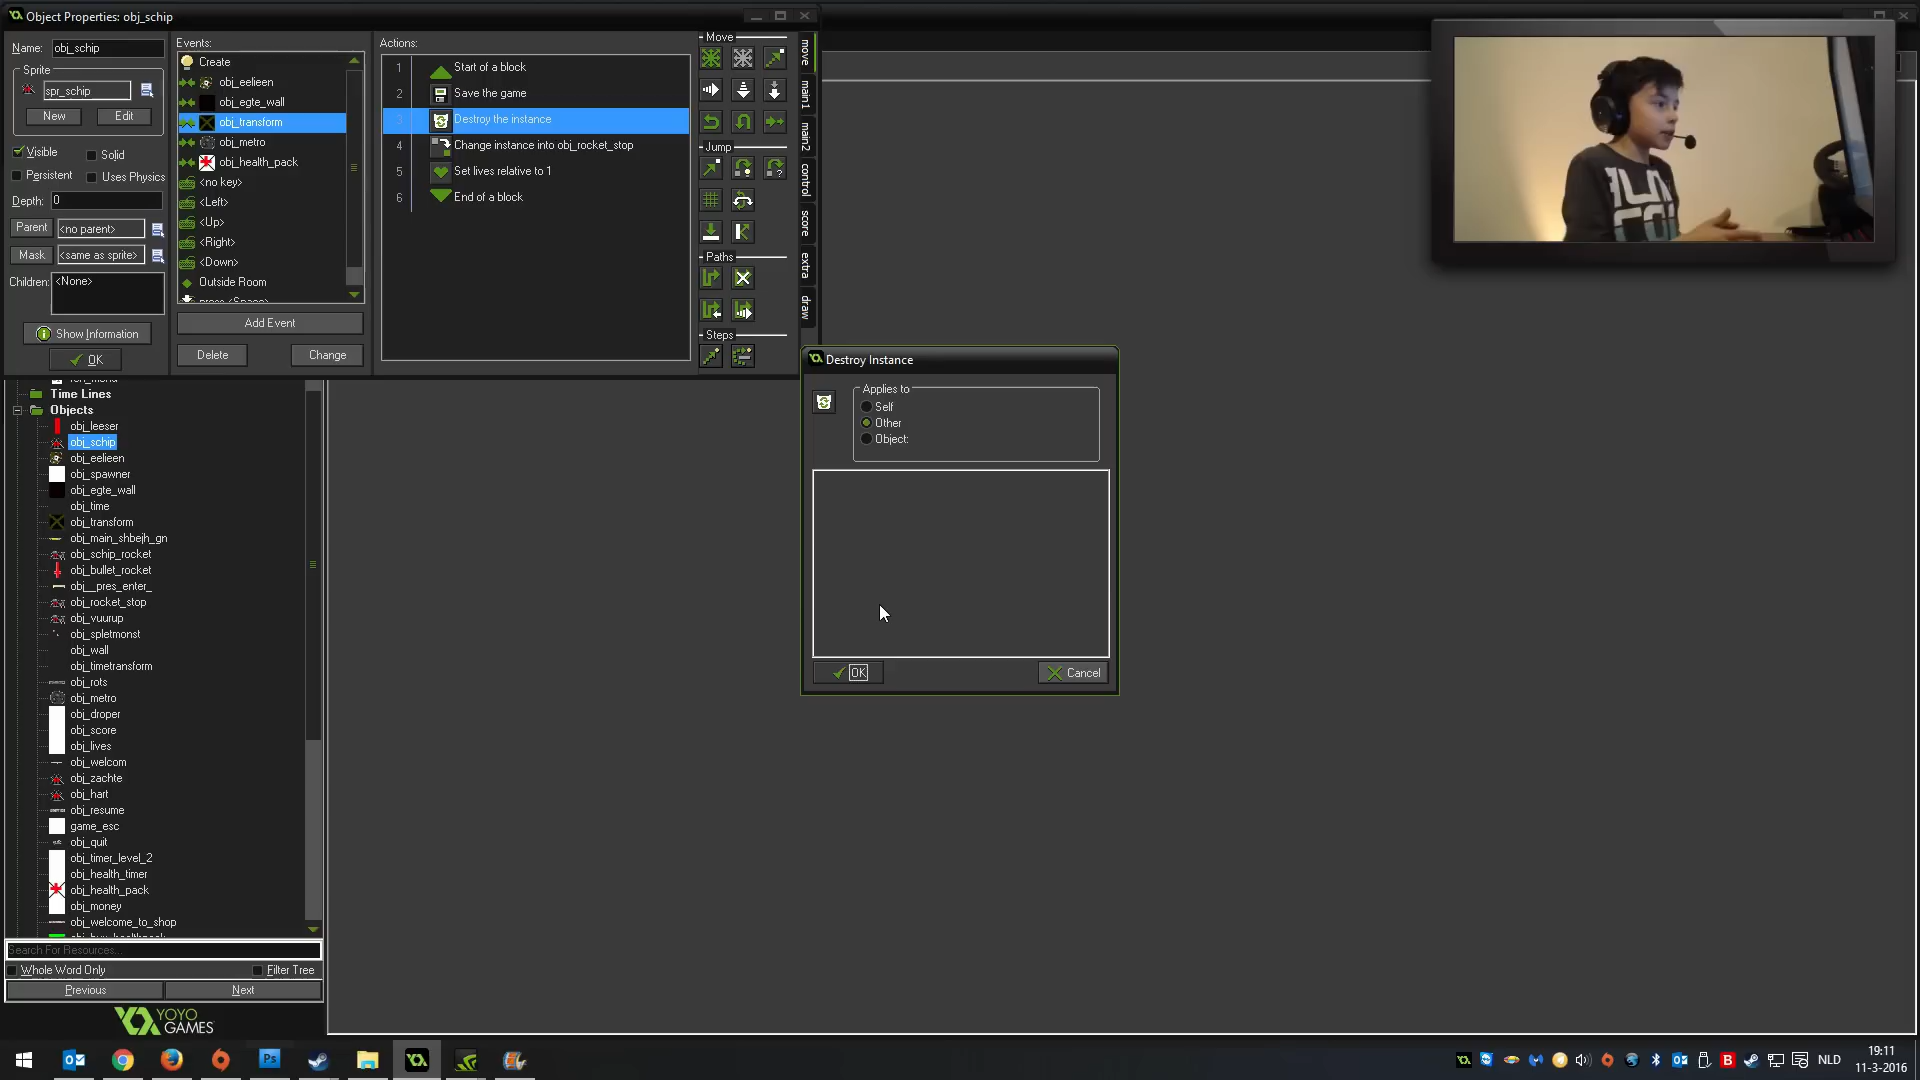 Object Properties: obj_schip
Name: obj_schip
Sprite
spr_schip
New Edit
Visible Solid
Persistent Uses Physics
Depth: 0
Parent <no parent>
Mask <same as sprite>
Children: <None>
Show Information
OK
Events:
Create
obj_eelieen
obj_egte_wall
obj_transform
obj_metro
obj_health_pack
<no key>
<Left>
<Up>
<Right>
<Down>
Outside Room
Add Event
Delete Change
Actions:
1 Start of a block
2 Save the game
3 Destroy the instance
4 Change instance into obj_rocket_stop
5 Set lives relative to 1
6 End of a block
Move
Jump
Paths
Steps
move
main1
main2
control
score
extra
draw
Time Lines
Objects
obj_leeser
obj_schip
obj_eelieen
obj_spawner
obj_egte_wall
obj_time
obj_transform
obj_main_shbejh_gn
obj_schip_rocket
obj_bullet_rocket
obj__pres_enter_
obj_rocket_stop
obj_vuurup
obj_spletmonst
obj_wall
obj_timetransform
obj_rots
obj_metro
obj_droper
obj_score
obj_lives
obj_welcom
obj_zachte
obj_hart
obj_resume
game_esc
obj_quit
obj_timer_level_2
obj_health_timer
obj_health_pack
obj_money
obj_welcome_to_shop
Search For Resources...
Whole Word Only Filter Tree
Previous Next
YOYO
GAMES
Destroy Instance
Applies to
Self
Other
Object:
OK Cancel
NLD
19:11
11-3-2016